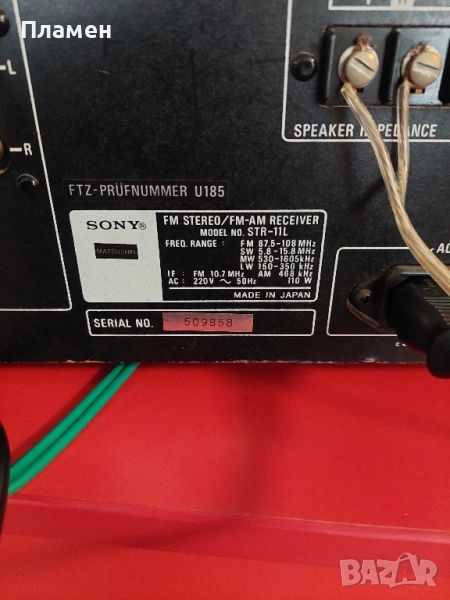 Пламен
L
R
SPEAKER IMPEDANCE
FTZ-PRÜFNUMMER U185
AC
SONY®
FM STEREO/FM-AM RECEIVER
MODEL NO. STR-11L
FREQ. RANGE : FM 87,5-108 MHz
SW 5.8-15.8 MHz
MW 530-1605 kHz
LW 150-350 kHz
IF : FM 10.7 MHz AM 468 kHz
AC : 220V ~ 50Hz 110 W
MADE IN JAPAN
SERIAL NO. 509858
BAZAR